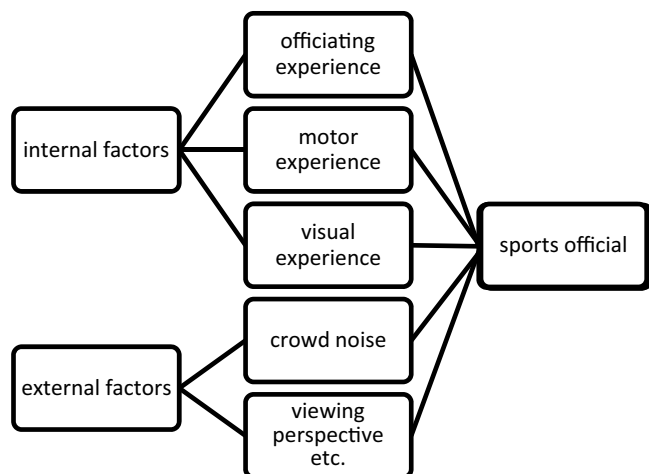 officiating
experience
internal factors
motor
experience
visual
experience
sports official
crowd noise
external factors
viewing
perspective
etc.